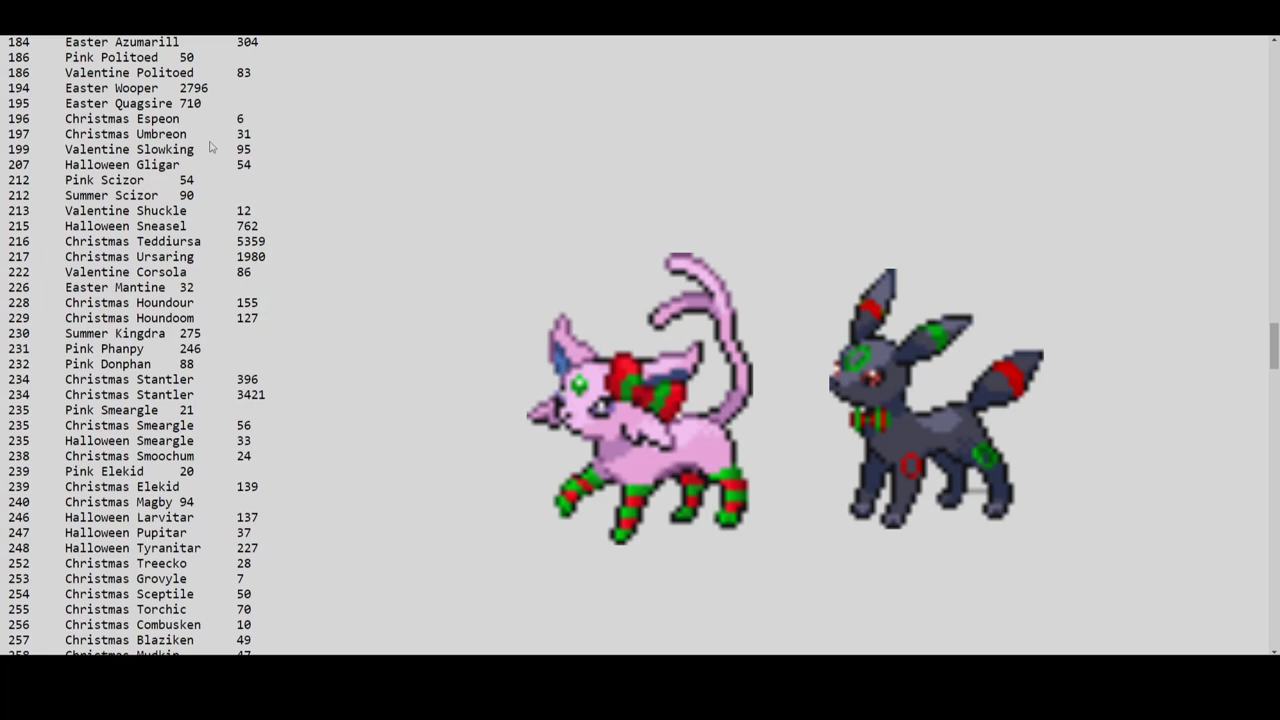 184 Easter Azumarill 304
186 Pink Politoed 50
186 Valentine Politoed 83
194 Easter Wooper 2796
195 Easter Quagsire 710
196 Christmas Espeon 6
197 Christmas Umbreon 31
199 Valentine Slowking 95
207 Halloween Gligar 54
212 Pink Scizor 54
212 Summer Scizor 90
213 Valentine Shuckle 12
215 Halloween Sneasel 762
216 Christmas Teddiursa 5359
217 Christmas Ursaring 1980
222 Valentine Corsola 86
226 Easter Mantine 32
228 Christmas Houndour 155
229 Christmas Houndoom 127
230 Summer Kingdra 275
231 Pink Phanpy 246
232 Pink Donphan 88
234 Christmas Stantler 396
234 Christmas Stantler 3421
235 Pink Smeargle 21
235 Christmas Smeargle 56
235 Halloween Smeargle 33
238 Christmas Smoochum 24
239 Pink Elekid 20
239 Christmas Elekid 139
240 Christmas Magby 94
246 Halloween Larvitar 137
247 Halloween Pupitar 37
248 Halloween Tyranitar 227
252 Christmas Treecko 28
253 Christmas Grovyle 7
254 Christmas Sceptile 50
255 Christmas Torchic 70
256 Christmas Combusken 10
257 Christmas Blaziken 49
258 Christmas Mudkip 47